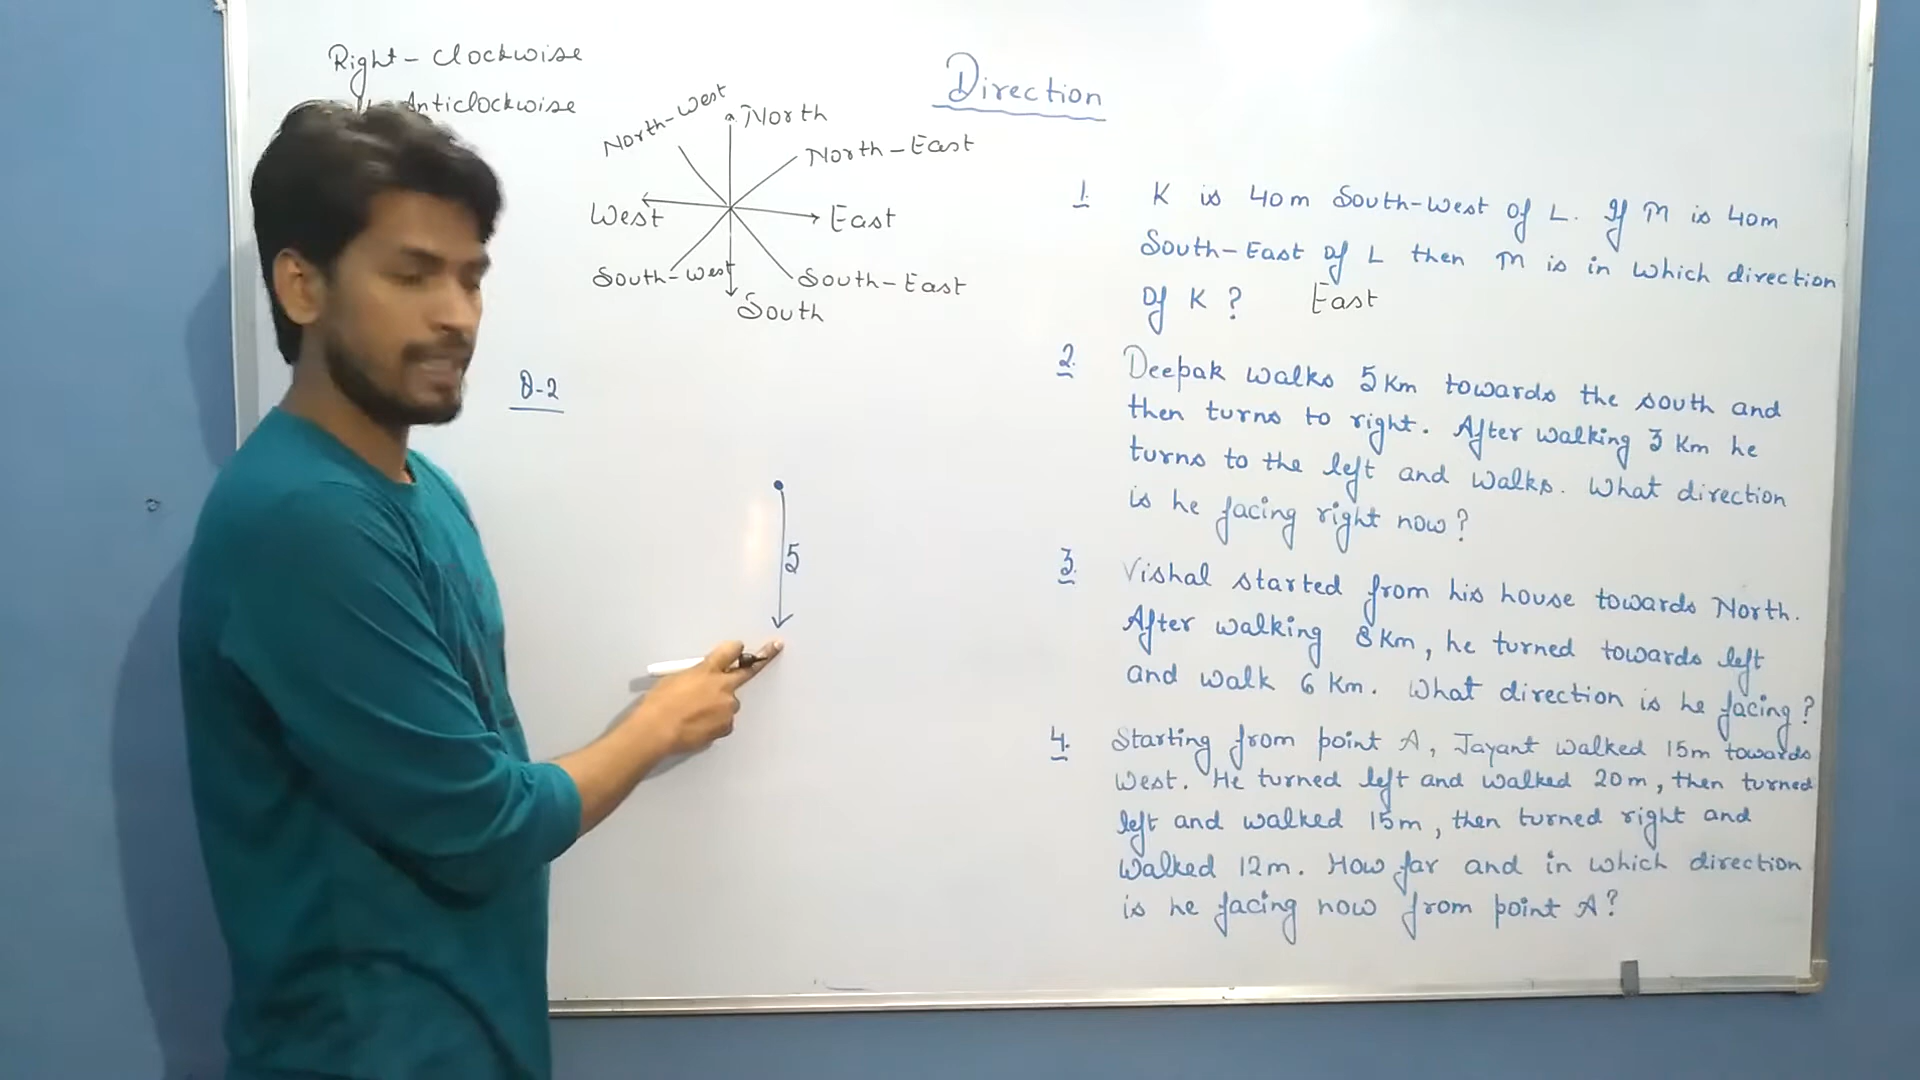 Right - Clockwise
Anticlockwise
Direction
North-West
North
North-East
West
East
South-West
South-East
South
1. K is 40m South-West of L. If M is 40m
South-East of L then M is in which direction
of K ? East
Q-2
5
2. Deepak walks 5 Km towards the south and
then turns to right. After walking 3 Km he
turns to the left and walks. What direction
is he facing right now?
3. Vishal started from his house towards North.
After walking 8 Km, he turned towards left
and walk 6 Km. What direction is he facing?
4. Starting from point A, Jayant walked 15m towards
West. He turned left and walked 20m, then turned
left and walked 15m, then turned right and
walked 12m. How far and in which direction
is he facing now from point A?